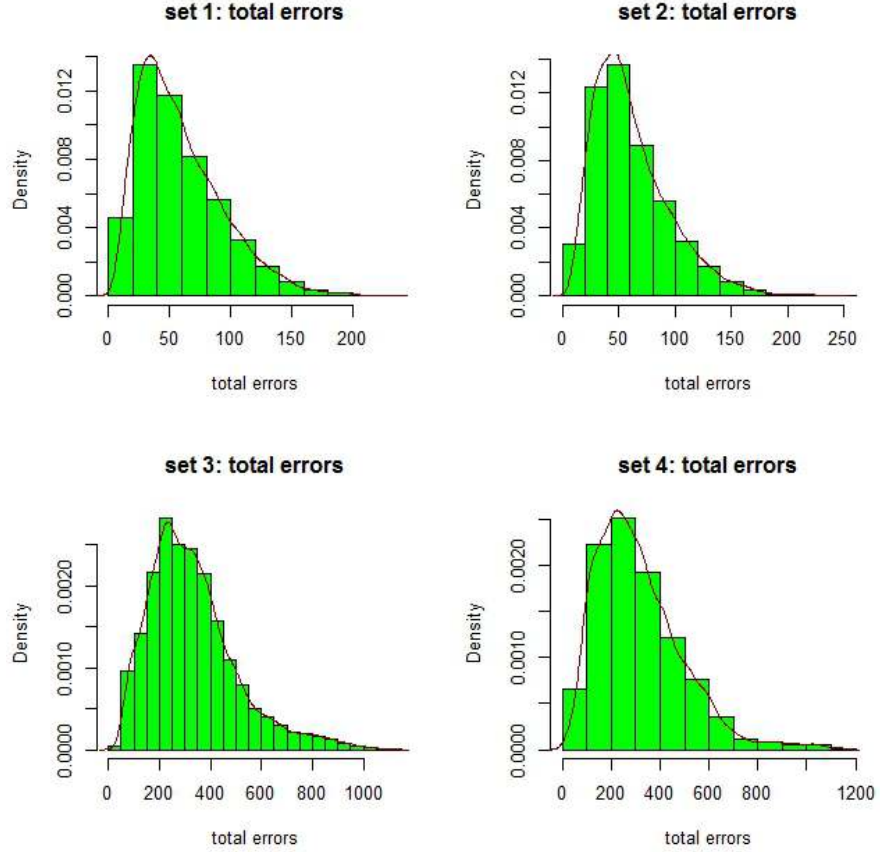 set 1: total errors
Density
0.000
0.004
0.008
0.012
0 50 100 150 200
total errors
set 2: total errors
Density
0.000
0.004
0.008
0.012
0 50 100 150 200 250
total errors
set 3: total errors
Density
0.0000
0.0010
0.0020
0 200 400 600 800 1000
total errors
set 4: total errors
Density
0.0000
0.0010
0.0020
0 200 400 600 800 1200
total errors